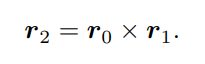 r₂ = r₀ × r₁.